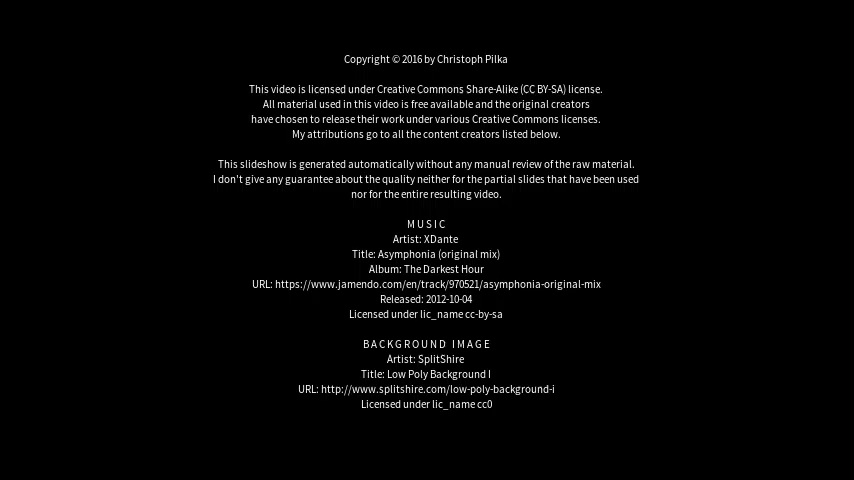 Copyright © 2016 by Christoph Pilka
This video is licensed under Creative Commons Share-Alike (CC BY-SA) license.
All material used in this video is free available and the original creators
have chosen to release their work under various Creative Commons licenses.
My attributions go to all the content creators listed below.
This slideshow is generated automatically without any manual review of the raw material.
I don't give any guarantee about the quality neither for the partial slides that have been used
nor for the entire resulting video.
MUSIC
Artist: XDante
Title: Asymphonia (original mix)
Album: The Darkest Hour
URL: https://www.jamendo.com/en/track/970521/asymphonia-original-mix
Released: 2012-10-04
Licensed under lic_name cc-by-sa
BACKGROUND IMAGE
Artist: SplitShire
Title: Low Poly Background I
URL: http://www.splitshire.com/low-poly-background-i
Licensed under lic_name cc0